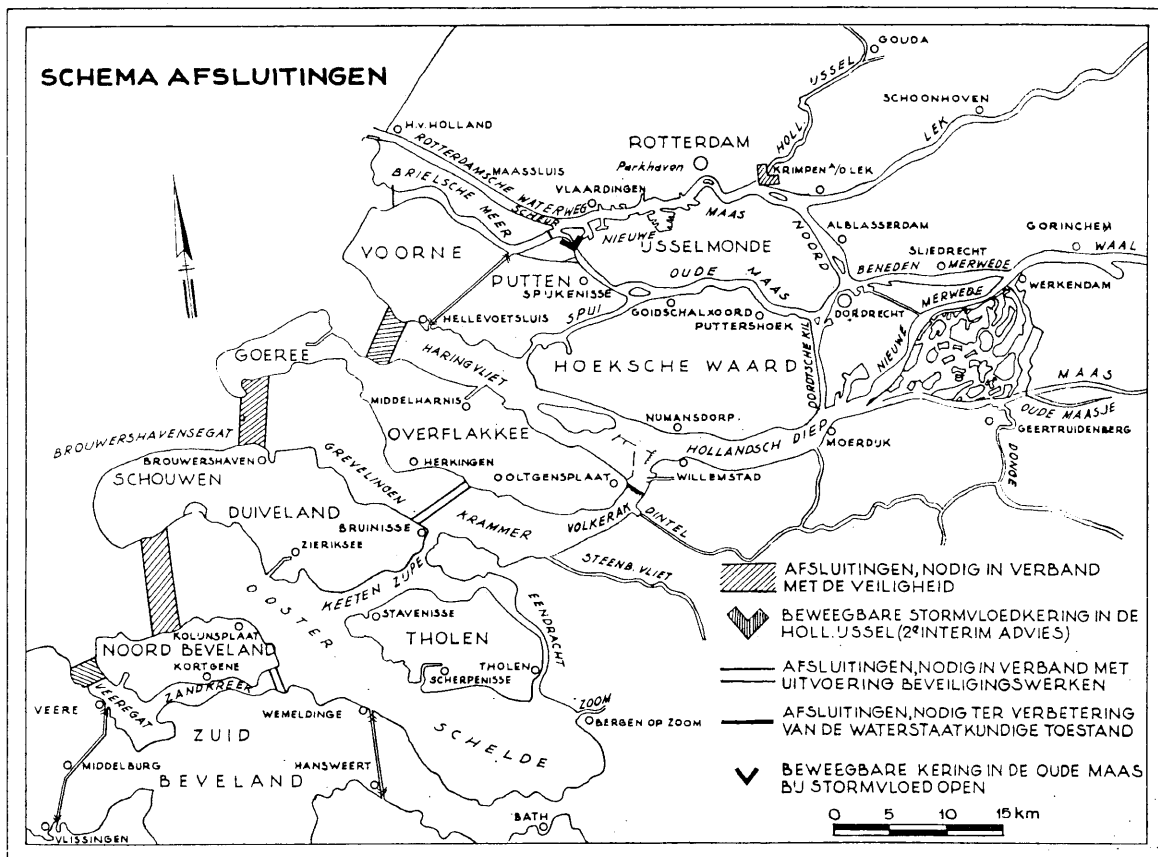 SCHEMA AFSLUITINGEN
GOUDA
IJSSEL
HOLL.
SCHOONHOVEN
LEK
H.v.HOLLAND
ROTTERDAMSCHE WATERWEG
MAASSLUIS
ROTTERDAM
Parkhaven
KRIMPEN A/D LEK
BRIELSCHE MEER
SCHEUR
VLAARDINGEN
NIEUWE MAAS
NOORD
ALBLASSERDAM
GORINCHEM
WAAL
VOORNE
IJSSELMONDE
SLIEDRECHT
BENEDEN MERWEDE
PUTTEN
SPIJKENISSE
OUDE MAAS
WERKENDAM
NIEUWE MERWEDE
SPUI
GOIDSCHALXOORD
PUTTERSHOEK
DORDRECHT
HELLEVOETSLUIS
GOEREE
HARINGVLIET
HOEKSCHE WAARD
DORDTSCHE KIL
MAAS
OUDE MAASJE
MIDDELHARNIS
NUMANSDORP.
HOLLANDSCH DIEP
MOERDIJK
GEERTRUIDENBERG
DONGE
BROUWERSHAVENSEGAT
OVERFLAKKEE
BROUWERSHAVEN
GREVELINGEN
HERKINGEN
OOLTGENSPLAAT
WILLEMSTAD
SCHOUWEN
DUIVELAND
KRAMMER
VOLKERAK
DINTEL
BRUINISSE
ZIERIKSEE
STEENB. VLIET
KEETEN ZIJPE
OOSTER
STAVENISSE
EENDRACHT
KOLIJNSPLAAT
THOLEN
NOORD BEVELAND
KORTGENE
SCHERPENISSE
THOLEN
ZANDKREEK
VEEREGAT
VEERE
WEMELDINGE
ZOOM
BERGEN OP ZOOM
ZUID
SCHELDE
MIDDELBURG
HANSWEERT
BEVELAND
BATH
VLISSINGEN
AFSLUITINGEN, NODIG IN VERBAND
MET DE VEILIGHEID
BEWEEGBARE STORMVLOEDKERING IN DE
HOLL. IJSSEL (2e INTERIM ADVIES)
AFSLUITINGEN, NODIG IN VERBAND MET
UITVOERING BEVEILIGINGSWERKEN
AFSLUITINGEN, NODIG TER VERBETERING
VAN DE WATERSTAATKUNDIGE TOESTAND
BEWEEGBARE KERING IN DE OUDE MAAS
BIJ STORMVLOED OPEN
0 5 10 15 km